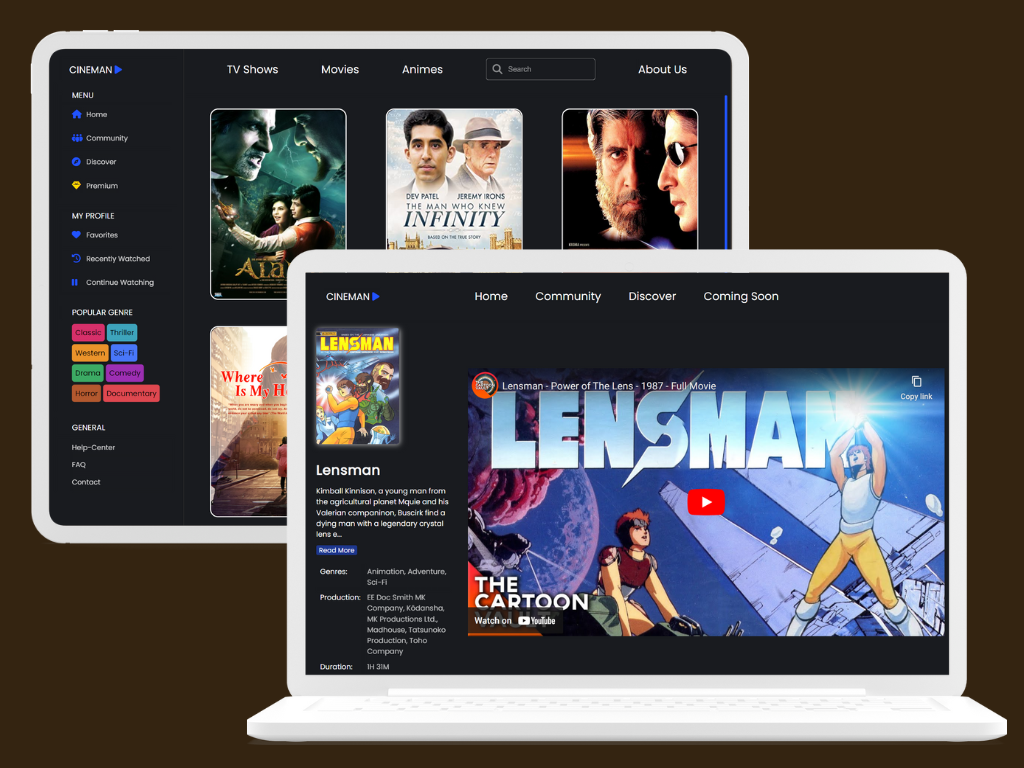 CINEMAN
TV Shows
Movies
Animes
Search
About Us
MENU
Home
Community
Discover
Premium
MY PROFILE
Favorites
Recently Watched
Continue Watching
POPULAR GENRE
Classic Thriller
Western Sci-Fi
Drama Comedy
Horror Documentary
GENERAL
Help-Center
FAQ
Contact
DEV PATEL JEREMY IRONS
THE MAN WHO KNEW
INFINITY
BASED ON THE TRUE STORY
Where
Is My
CINEMAN
Home
Community
Discover
Coming Soon
LENSMAN
Lensman
Kimball Kinnison, a young man from
the agricultural planet Mquie and his
Valerian companinon, Buscirk find a
dying man with a legendary crystal
lens e...
Read More
Genres: Animation, Adventure,
Sci-Fi
Production: EE Doc Smith MK
Company, Kôdansha,
MK Productions Ltd.,
Madhouse, Tatsunoko
Production, Toho
Company
Duration: 1H 31M
Lensman - Power of The Lens - 1987 - Full Movie
Copy link
LENSMAN
THE
CARTOON
Watch on YouTube